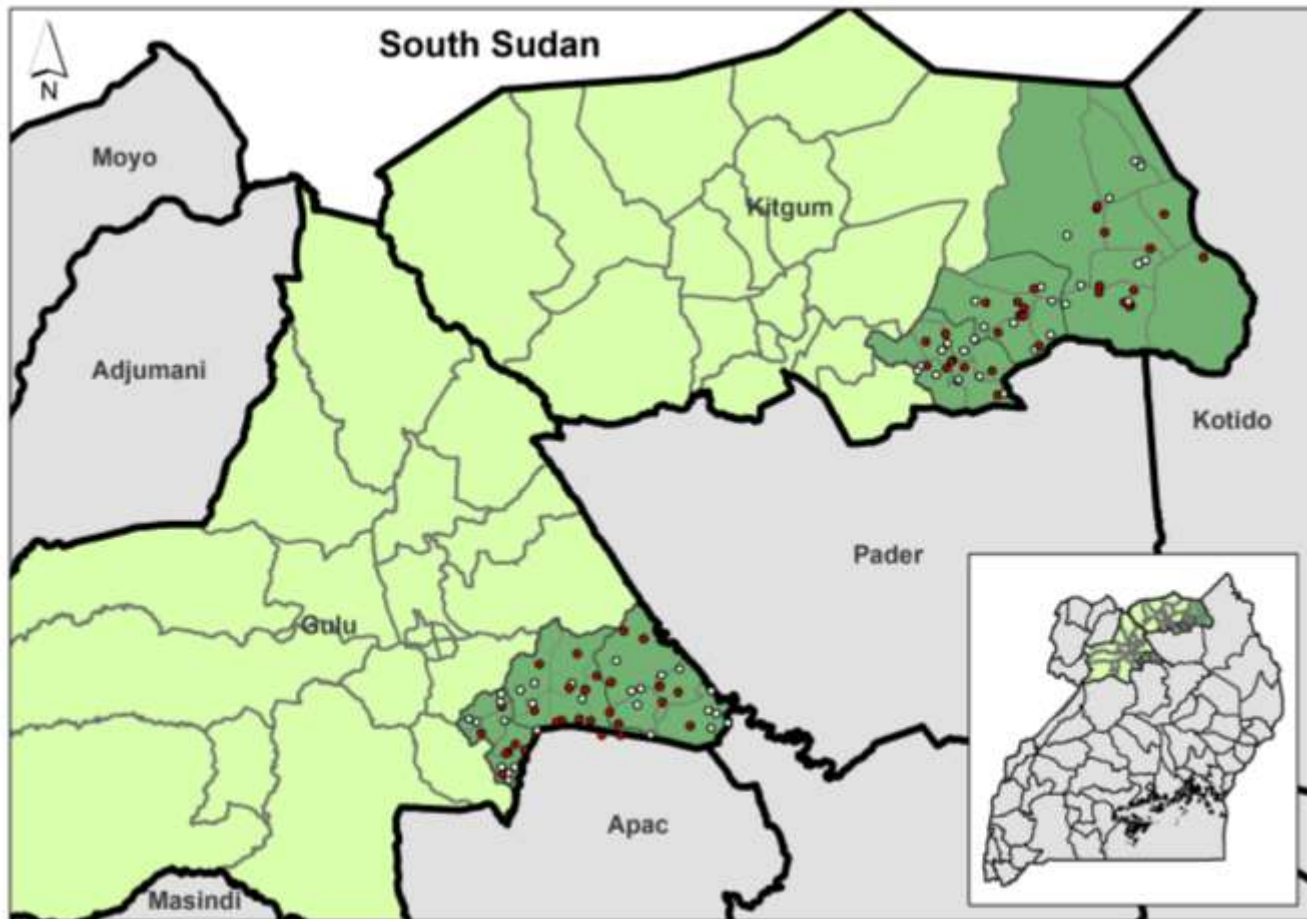 South Sudan
N
Moyo
Kitgum
Adjumani
Kotido
Pader
Gulu
Apac
Masindi